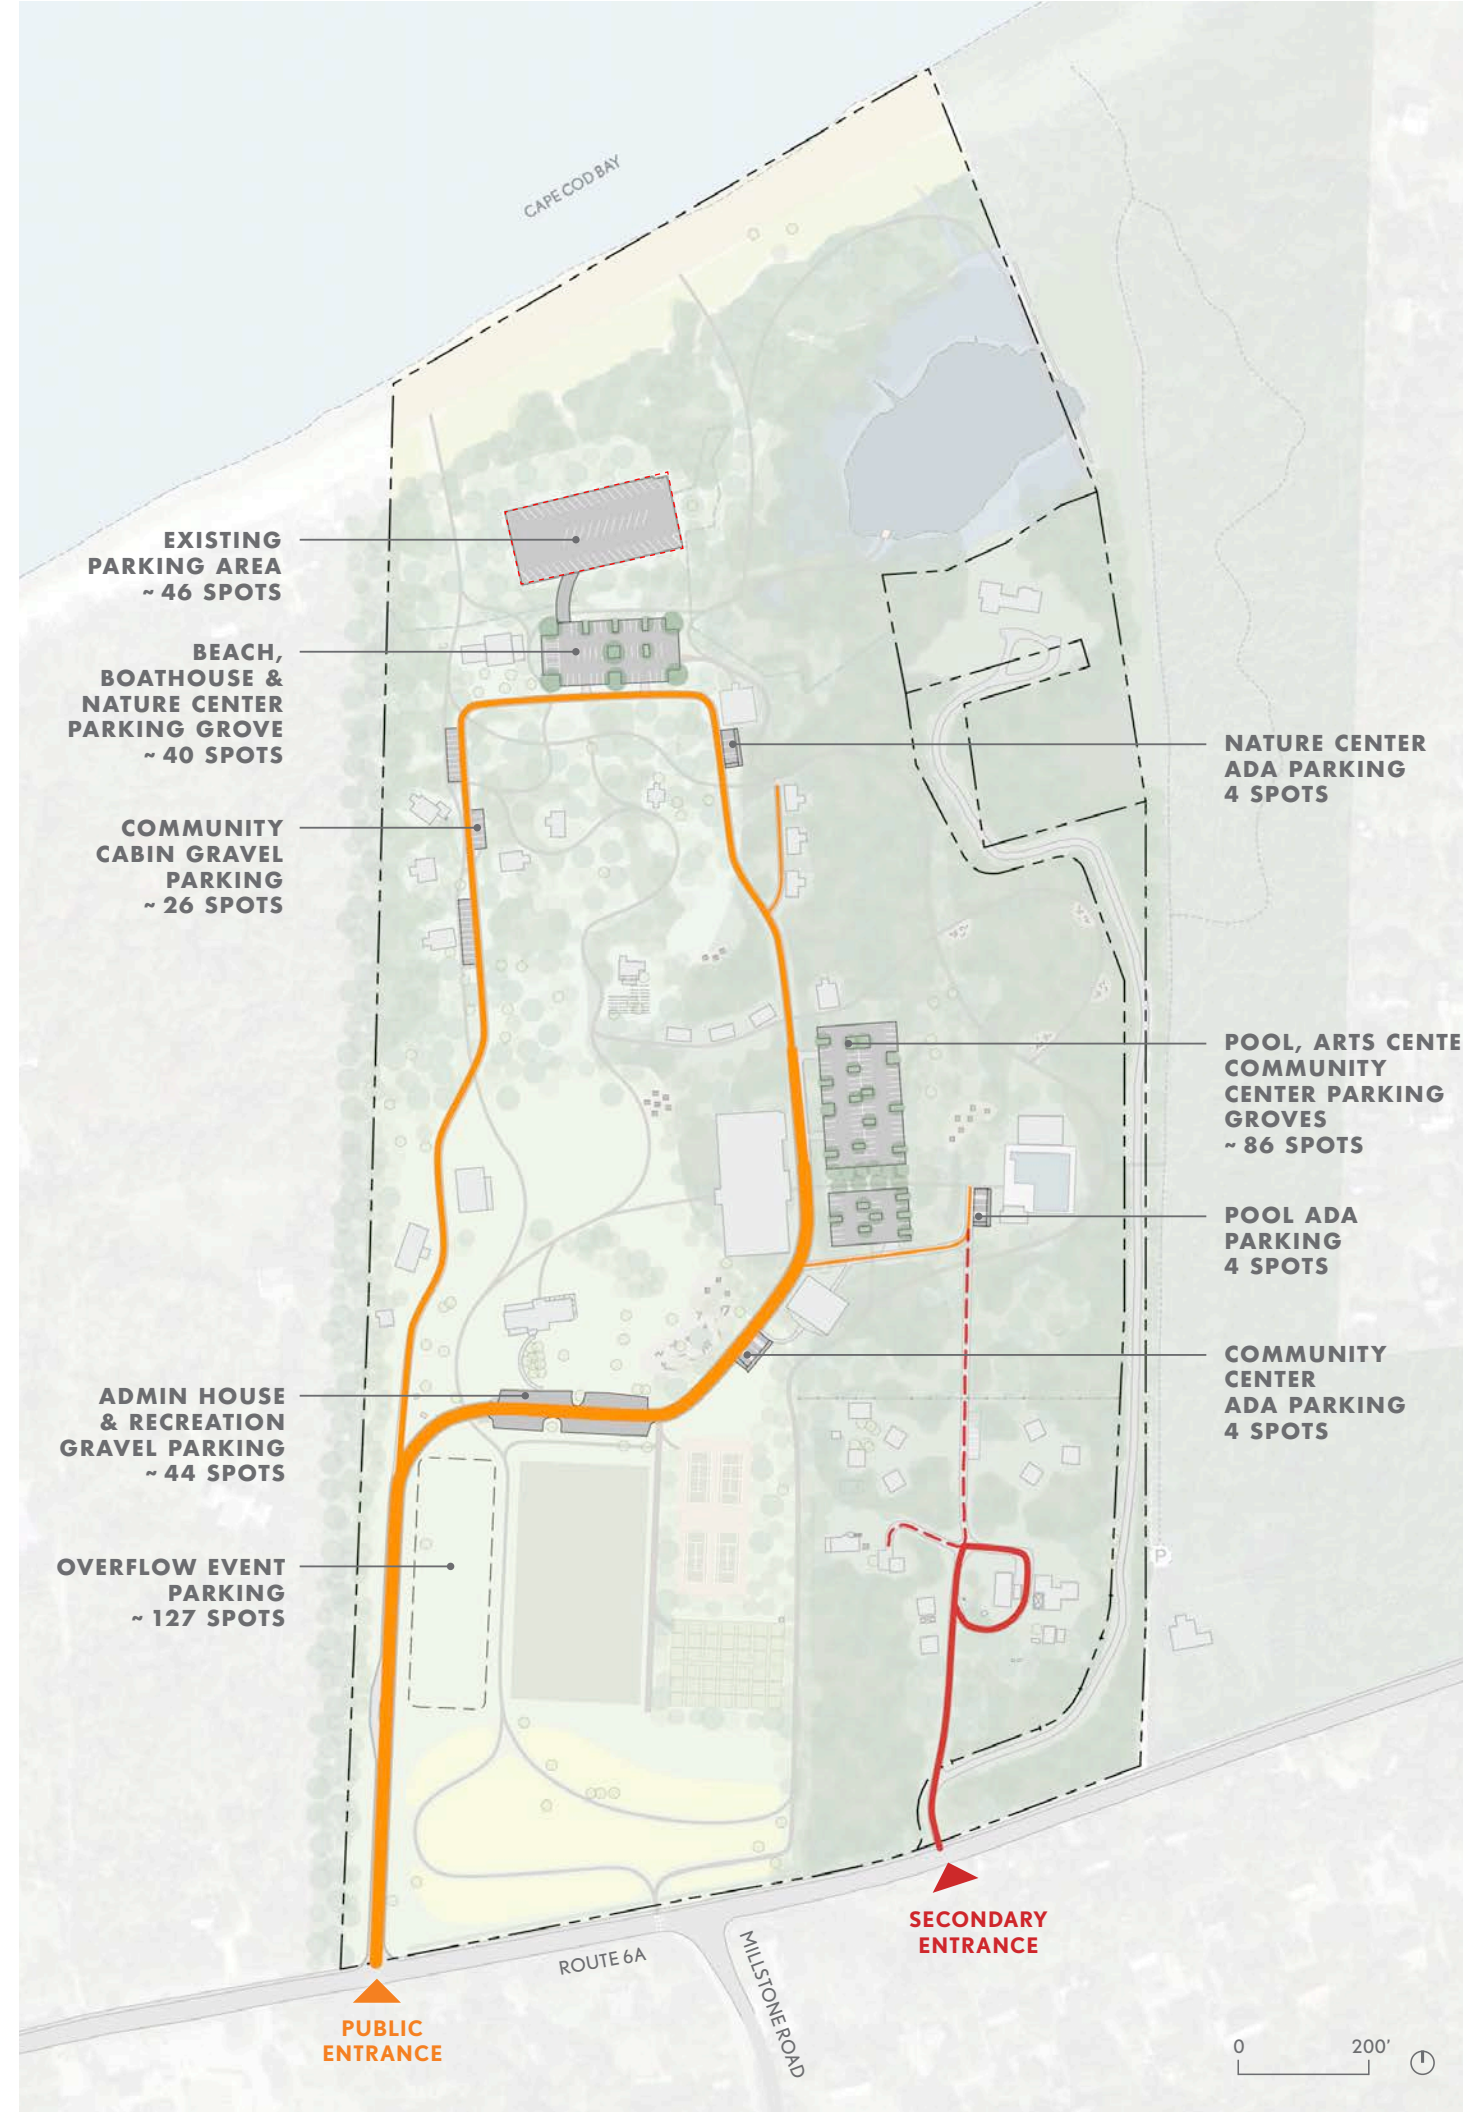 CAPE COD BAY
EXISTING
PARKING AREA
~ 46 SPOTS
BEACH,
BOATHOUSE &
NATURE CENTER
PARKING GROVE
~ 40 SPOTS
COMMUNITY
CABIN GRAVEL
PARKING
~ 26 SPOTS
ADMIN HOUSE
& RECREATION
GRAVEL PARKING
~ 44 SPOTS
OVERFLOW EVENT
PARKING
~ 127 SPOTS
NATURE CENTER
ADA PARKING
4 SPOTS
POOL, ARTS CENTE
COMMUNITY
CENTER PARKING
GROVES
~ 86 SPOTS
POOL ADA
PARKING
4 SPOTS
COMMUNITY
CENTER
ADA PARKING
4 SPOTS
P
SECONDARY
ENTRANCE
ROUTE 6A
MILLSTONE ROAD
PUBLIC
ENTRANCE
0 200'